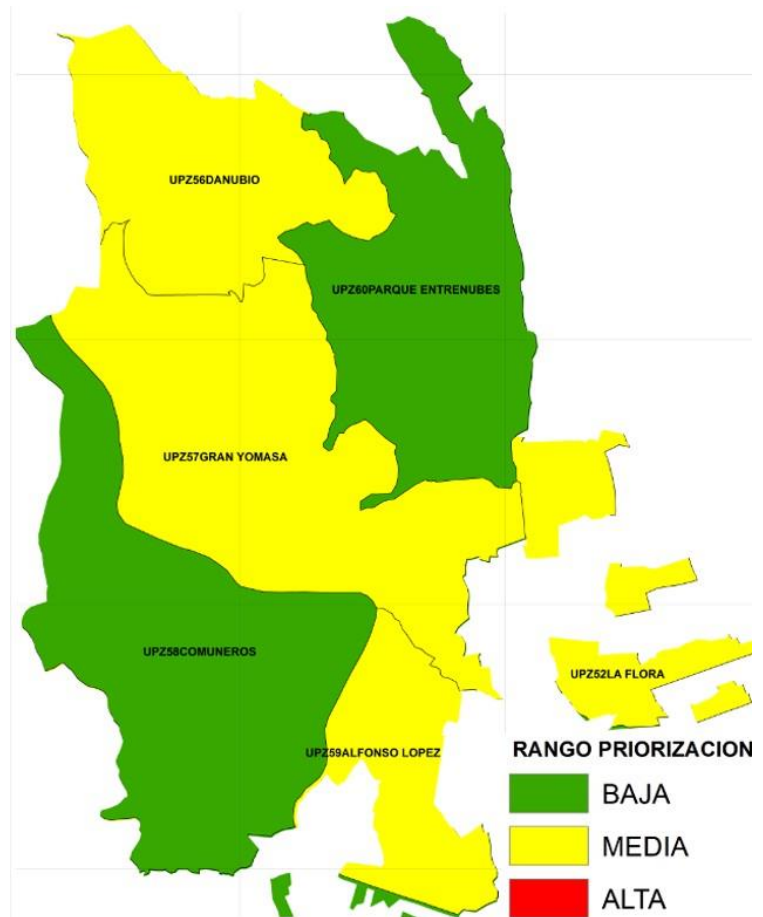 UPZ56DANUBIO
UPZ60PARQUE ENTRENUBES
UPZ57GRAN YOMASA
UPZ58COMUNEROS
UPZ52LA FLORA
UPZ59ALFONSO LOPEZ
RANGO PRIORIZACION
BAJA
MEDIA
ALTA